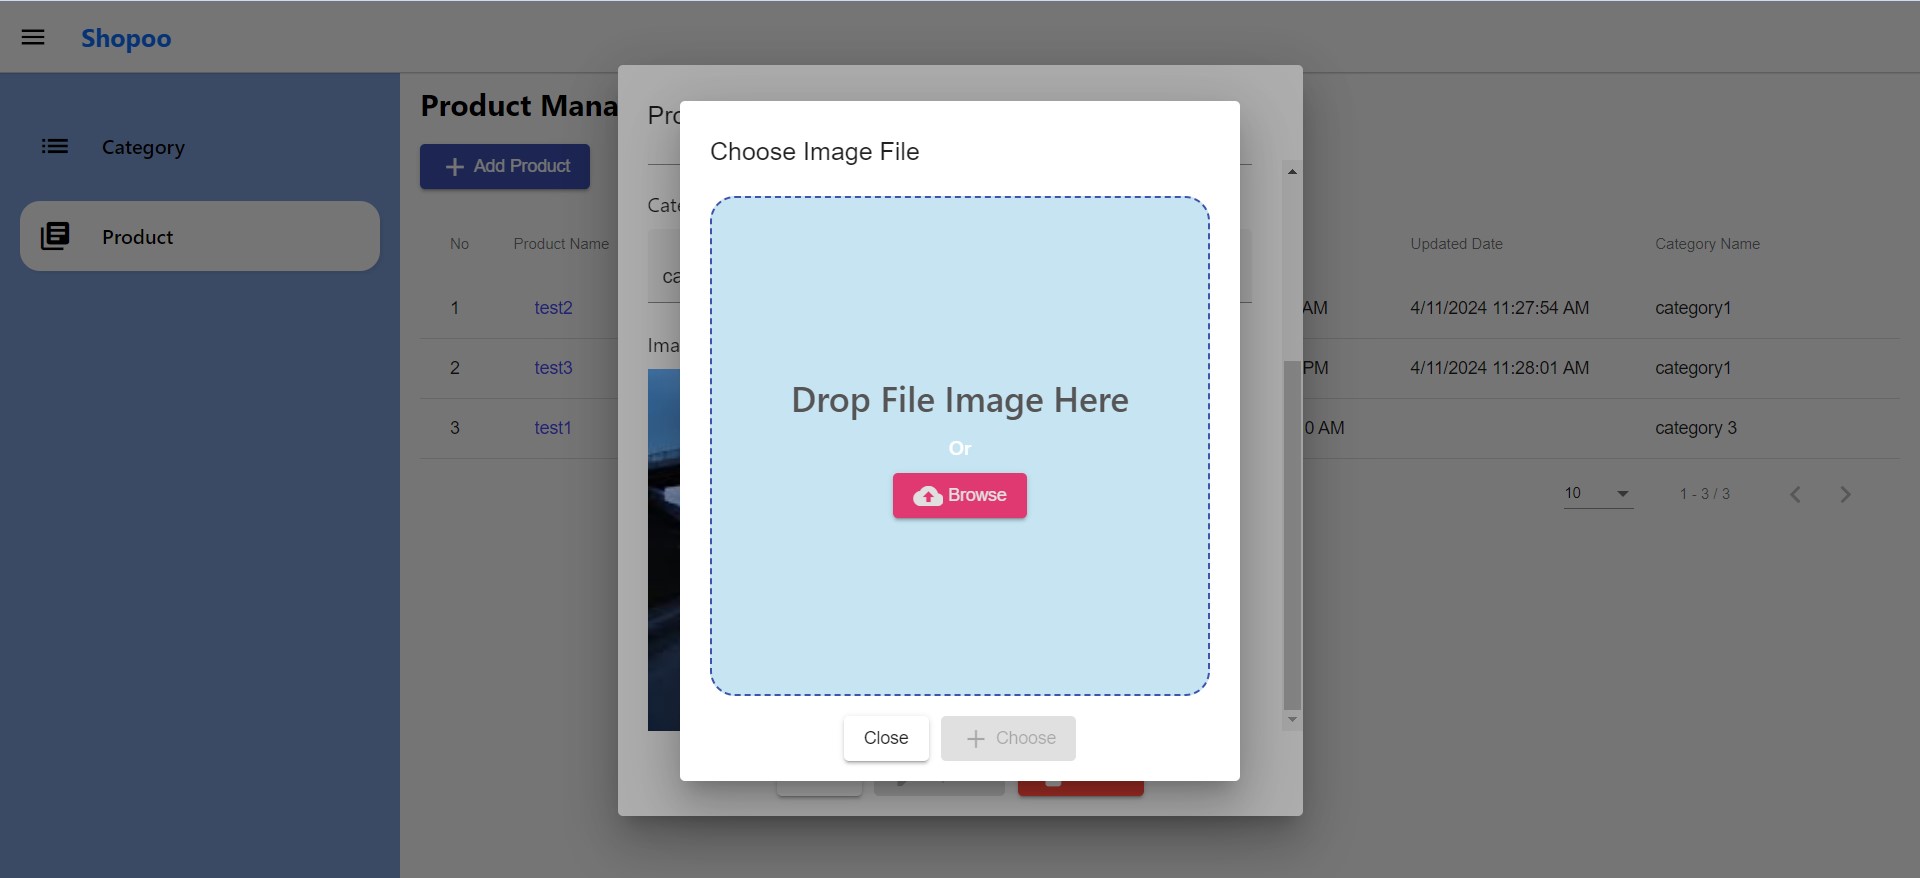 Shopoo
Category
Product
Product Mana
Add Product
No Product Name Updated Date Category Name
1 test2 AM 4/11/2024 11:27:54 AM category1
2 test3 PM 4/11/2024 11:28:01 AM category1
3 test1 0 AM category 3
10 1 - 3 / 3
Pro
Cate
ca
Ima
Choose Image File
Drop File Image Here
Or
Browse
Close
Choose